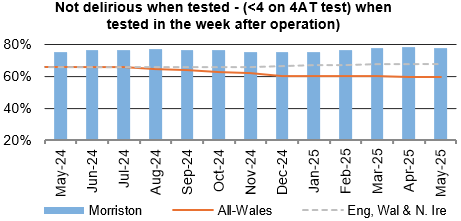 Not delirious when tested - (<4 on 4AT test) when
tested in the week after operation)
80%
60%
40%
20%
May-24
Jun-24
Jul-24
Aug-24
Sep-24
Oct-24
Nov-24
Dec-24
Jan-25
Feb-25
Mar-25
Apr-25
May-25
Morriston All-Wales Eng, Wal & N. Ire